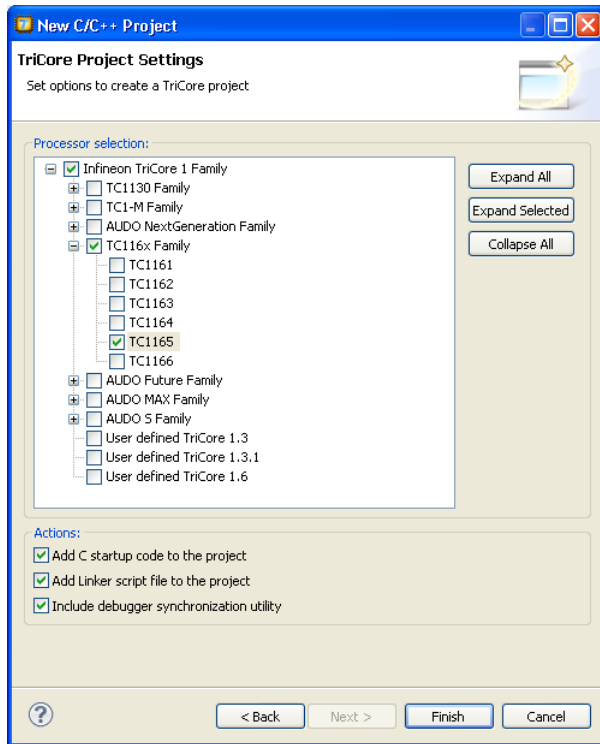 New C/C++ Project
TriCore Project Settings
Set options to create a TriCore project
Processor selection:
Infineon TriCore 1 Family
TC1130 Family
TC1-M Family
AUDO NextGeneration Family
TC116x Family
TC1161
TC1162
TC1163
TC1164
TC1165
TC1166
AUDO Future Family
AUDO MAX Family
AUDO S Family
User defined TriCore 1.3
User defined TriCore 1.3.1
User defined TriCore 1.6
Expand All
Expand Selected
Collapse All
Actions:
Add C startup code to the project
Add Linker script file to the project
Include debugger synchronization utility
? < Back Next > Finish Cancel